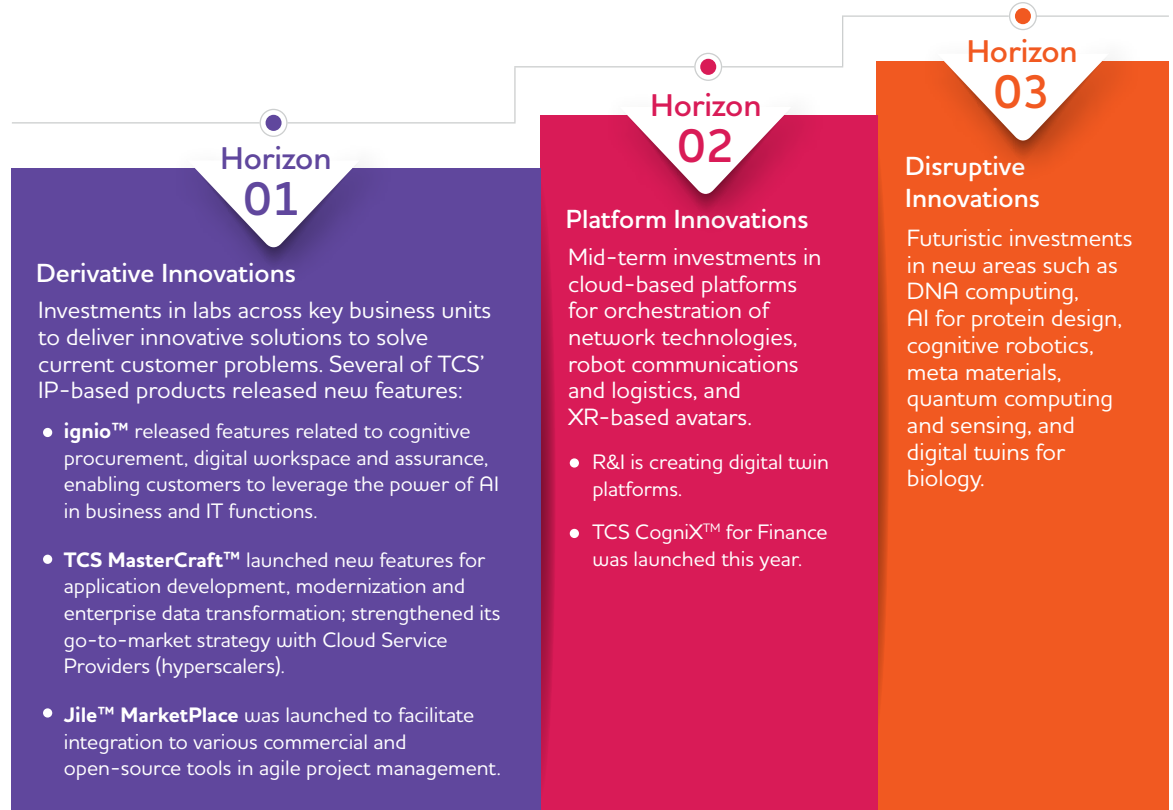 Horizon
01
Derivative Innovations
Investments in labs across key business units
to deliver innovative solutions to solve
current customer problems. Several of TCS’
IP-based products released new features:
• ignio™ released features related to cognitive
procurement, digital workspace and assurance,
enabling customers to leverage the power of AI
in business and IT functions.
• TCS MasterCraft™ launched new features for
application development, modernization and
enterprise data transformation; strengthened its
go-to-market strategy with Cloud Service
Providers (hyperscalers).
• Jile™ MarketPlace was launched to facilitate
integration to various commercial and
open-source tools in agile project management.
Horizon
02
Platform Innovations
Mid-term investments in
cloud-based platforms
for orchestration of
network technologies,
robot communications
and logistics, and
XR-based avatars.
• R&I is creating digital twin
platforms.
• TCS CogniX™ for Finance
was launched this year.
Horizon
03
Disruptive
Innovations
Futuristic investments
in new areas such as
DNA computing,
AI for protein design,
cognitive robotics,
meta materials,
quantum computing
and sensing, and
digital twins for
biology.